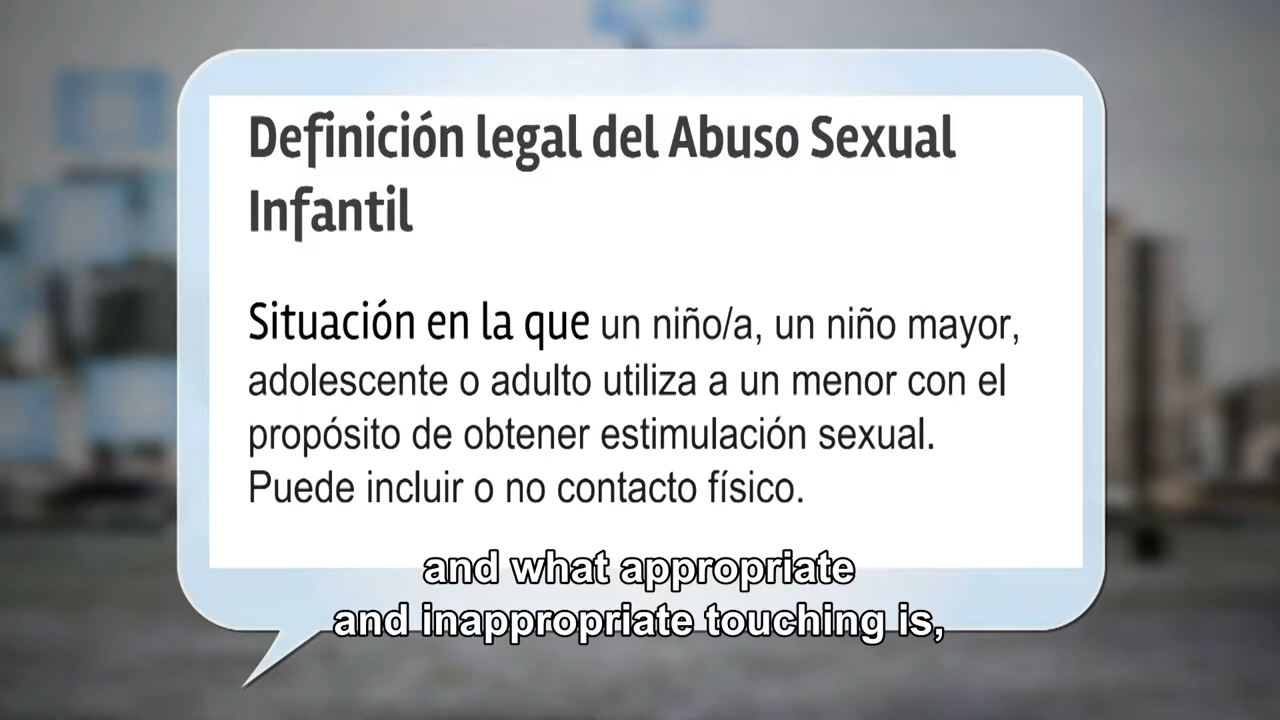 Definición legal del Abuso Sexual
Infantil
Situación en la que un niño/a, un niño mayor,
adolescente o adulto utiliza a un menor con el
propósito de obtener estimulación sexual.
Puede incluir o no contacto físico.
and what appropriate
and inappropriate touching is,